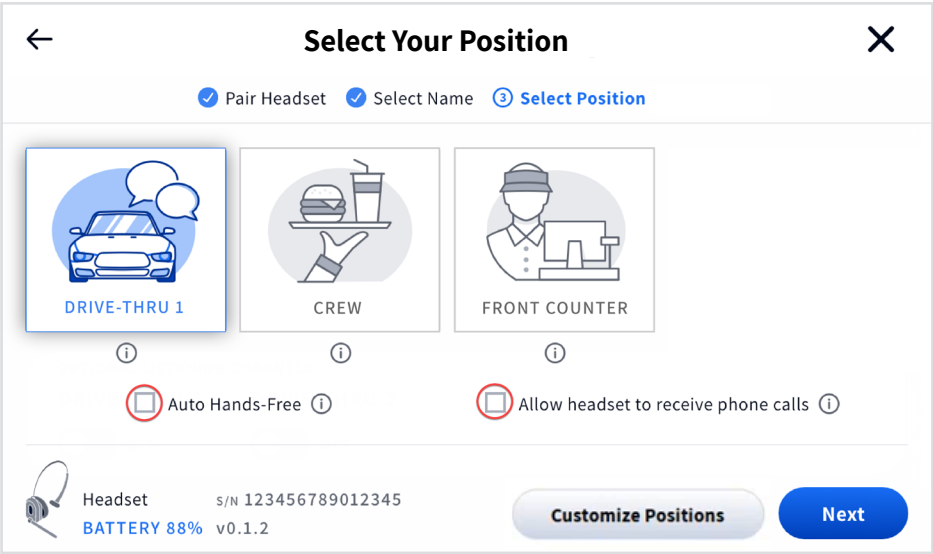 Select Your Position
Pair Headset Select Name 3 Select Position
DRIVE-THRU 1 CREW FRONT COUNTER
i i i
Auto Hands-Free i Allow headset to receive phone calls i
Headset S/N 123456789012345
BATTERY 88% v0.1.2
Customize Positions Next